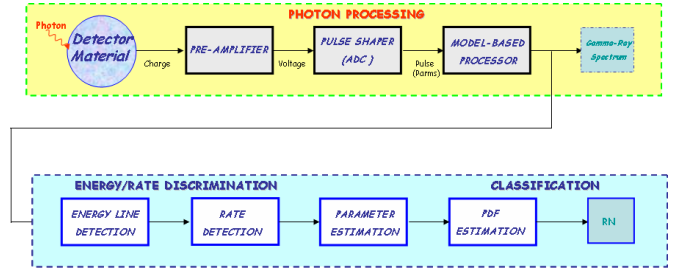 PHOTON PROCESSING
Photon
Detector
Material
Charge
PRE-AMPLIFIER
Voltage
PULSE SHAPER
(ADC )
Pulse
(Parms)
MODEL-BASED
PROCESSOR
Gamma-Ray
Spectrum
ENERGY/RATE DISCRIMINATION
CLASSIFICATION
ENERGY LINE
DETECTION
RATE
DETECTION
PARAMETER
ESTIMATION
PDF
ESTIMATION
RN